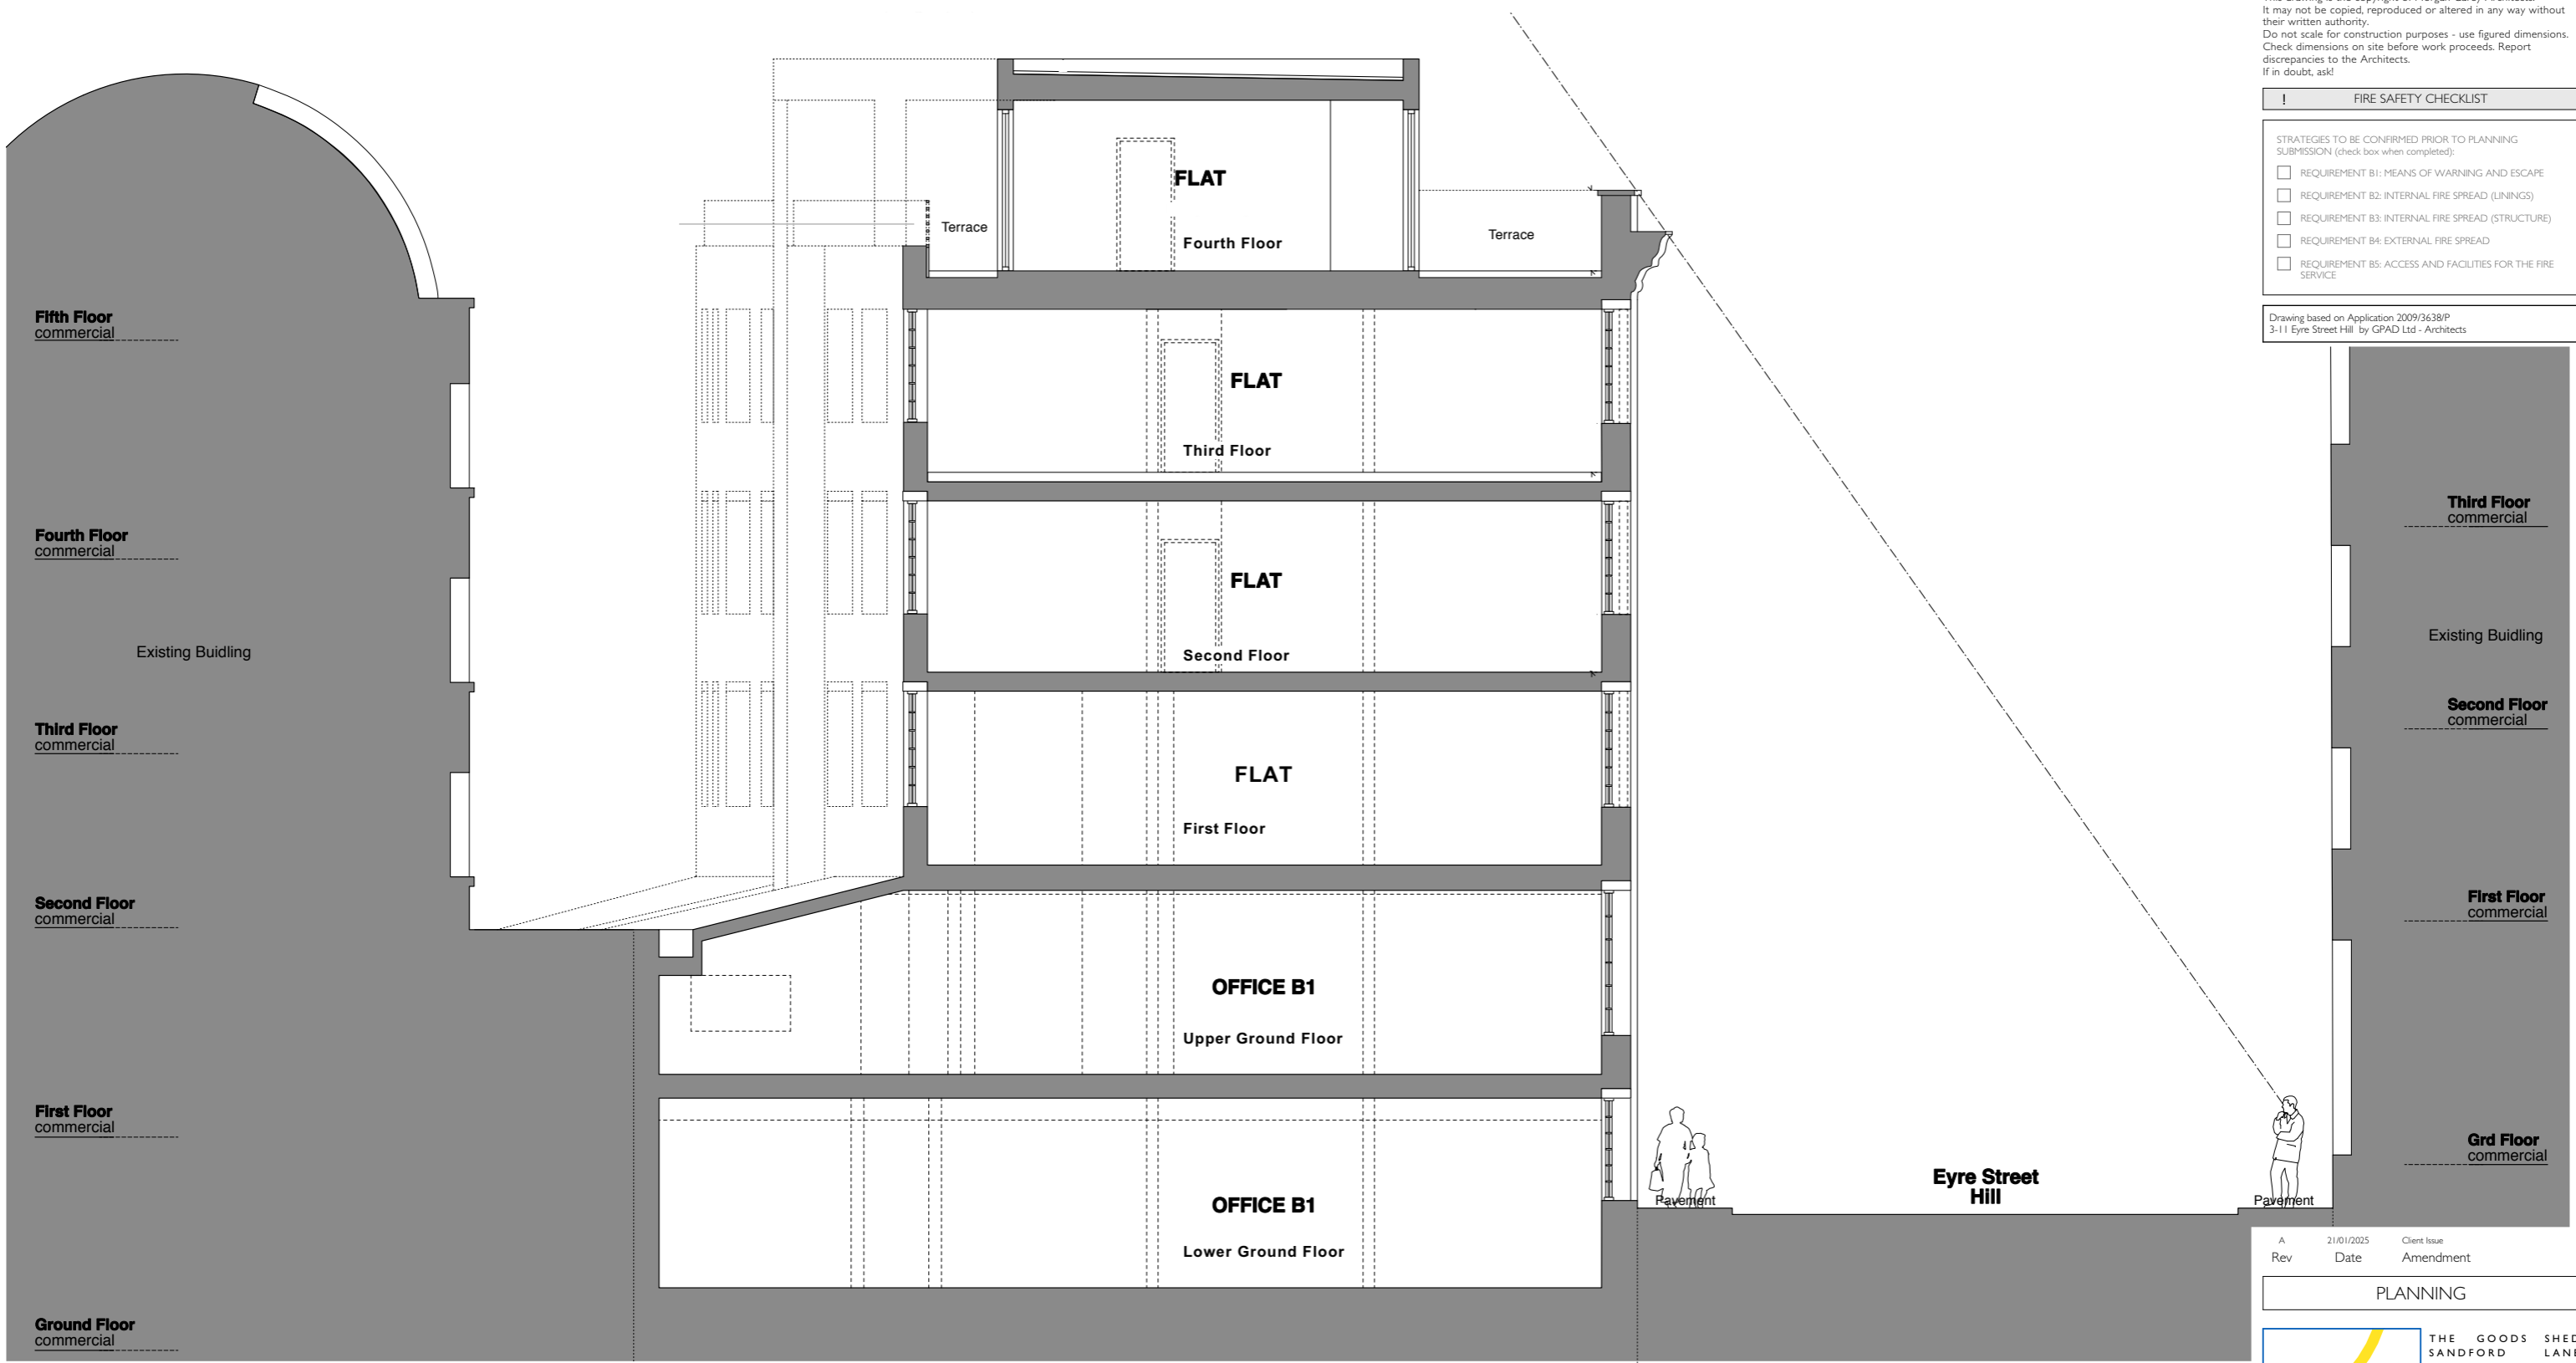 It may not be copied, reproduced or altered in any way without
their written authority.
Do not scale for construction purposes - use figured dimensions.
Check dimensions on site before work proceeds. Report
discrepancies to the Architects.
If in doubt, ask!
! FIRE SAFETY CHECKLIST
STRATEGIES TO BE CONFIRMED PRIOR TO PLANNING
SUBMISSION (check box when completed):
REQUIREMENT B1: MEANS OF WARNING AND ESCAPE
REQUIREMENT B2: INTERNAL FIRE SPREAD (LININGS)
REQUIREMENT B3: INTERNAL FIRE SPREAD (STRUCTURE)
REQUIREMENT B4: EXTERNAL FIRE SPREAD
REQUIREMENT B5: ACCESS AND FACILITIES FOR THE FIRE
SERVICE
Drawing based on Application 2009/3638/P
3-11 Eyre Street Hill by GPAD Ltd - Architects
Fifth Floor
commercial
Fourth Floor
commercial
Existing Buidling
Third Floor
commercial
Second Floor
commercial
First Floor
commercial
Ground Floor
commercial
FLAT
Terrace
Fourth Floor
Terrace
FLAT
Third Floor
FLAT
Second Floor
FLAT
First Floor
OFFICE B1
Upper Ground Floor
OFFICE B1
Lower Ground Floor
Pavement
Eyre Street
Hill
Pavement
Third Floor
commercial
Existing Buidling
Second Floor
commercial
First Floor
commercial
Grd Floor
commercial
A 21/01/2025 Client Issue
Rev Date Amendment
PLANNING
THE GOODS SHED
SANDFORD LANE